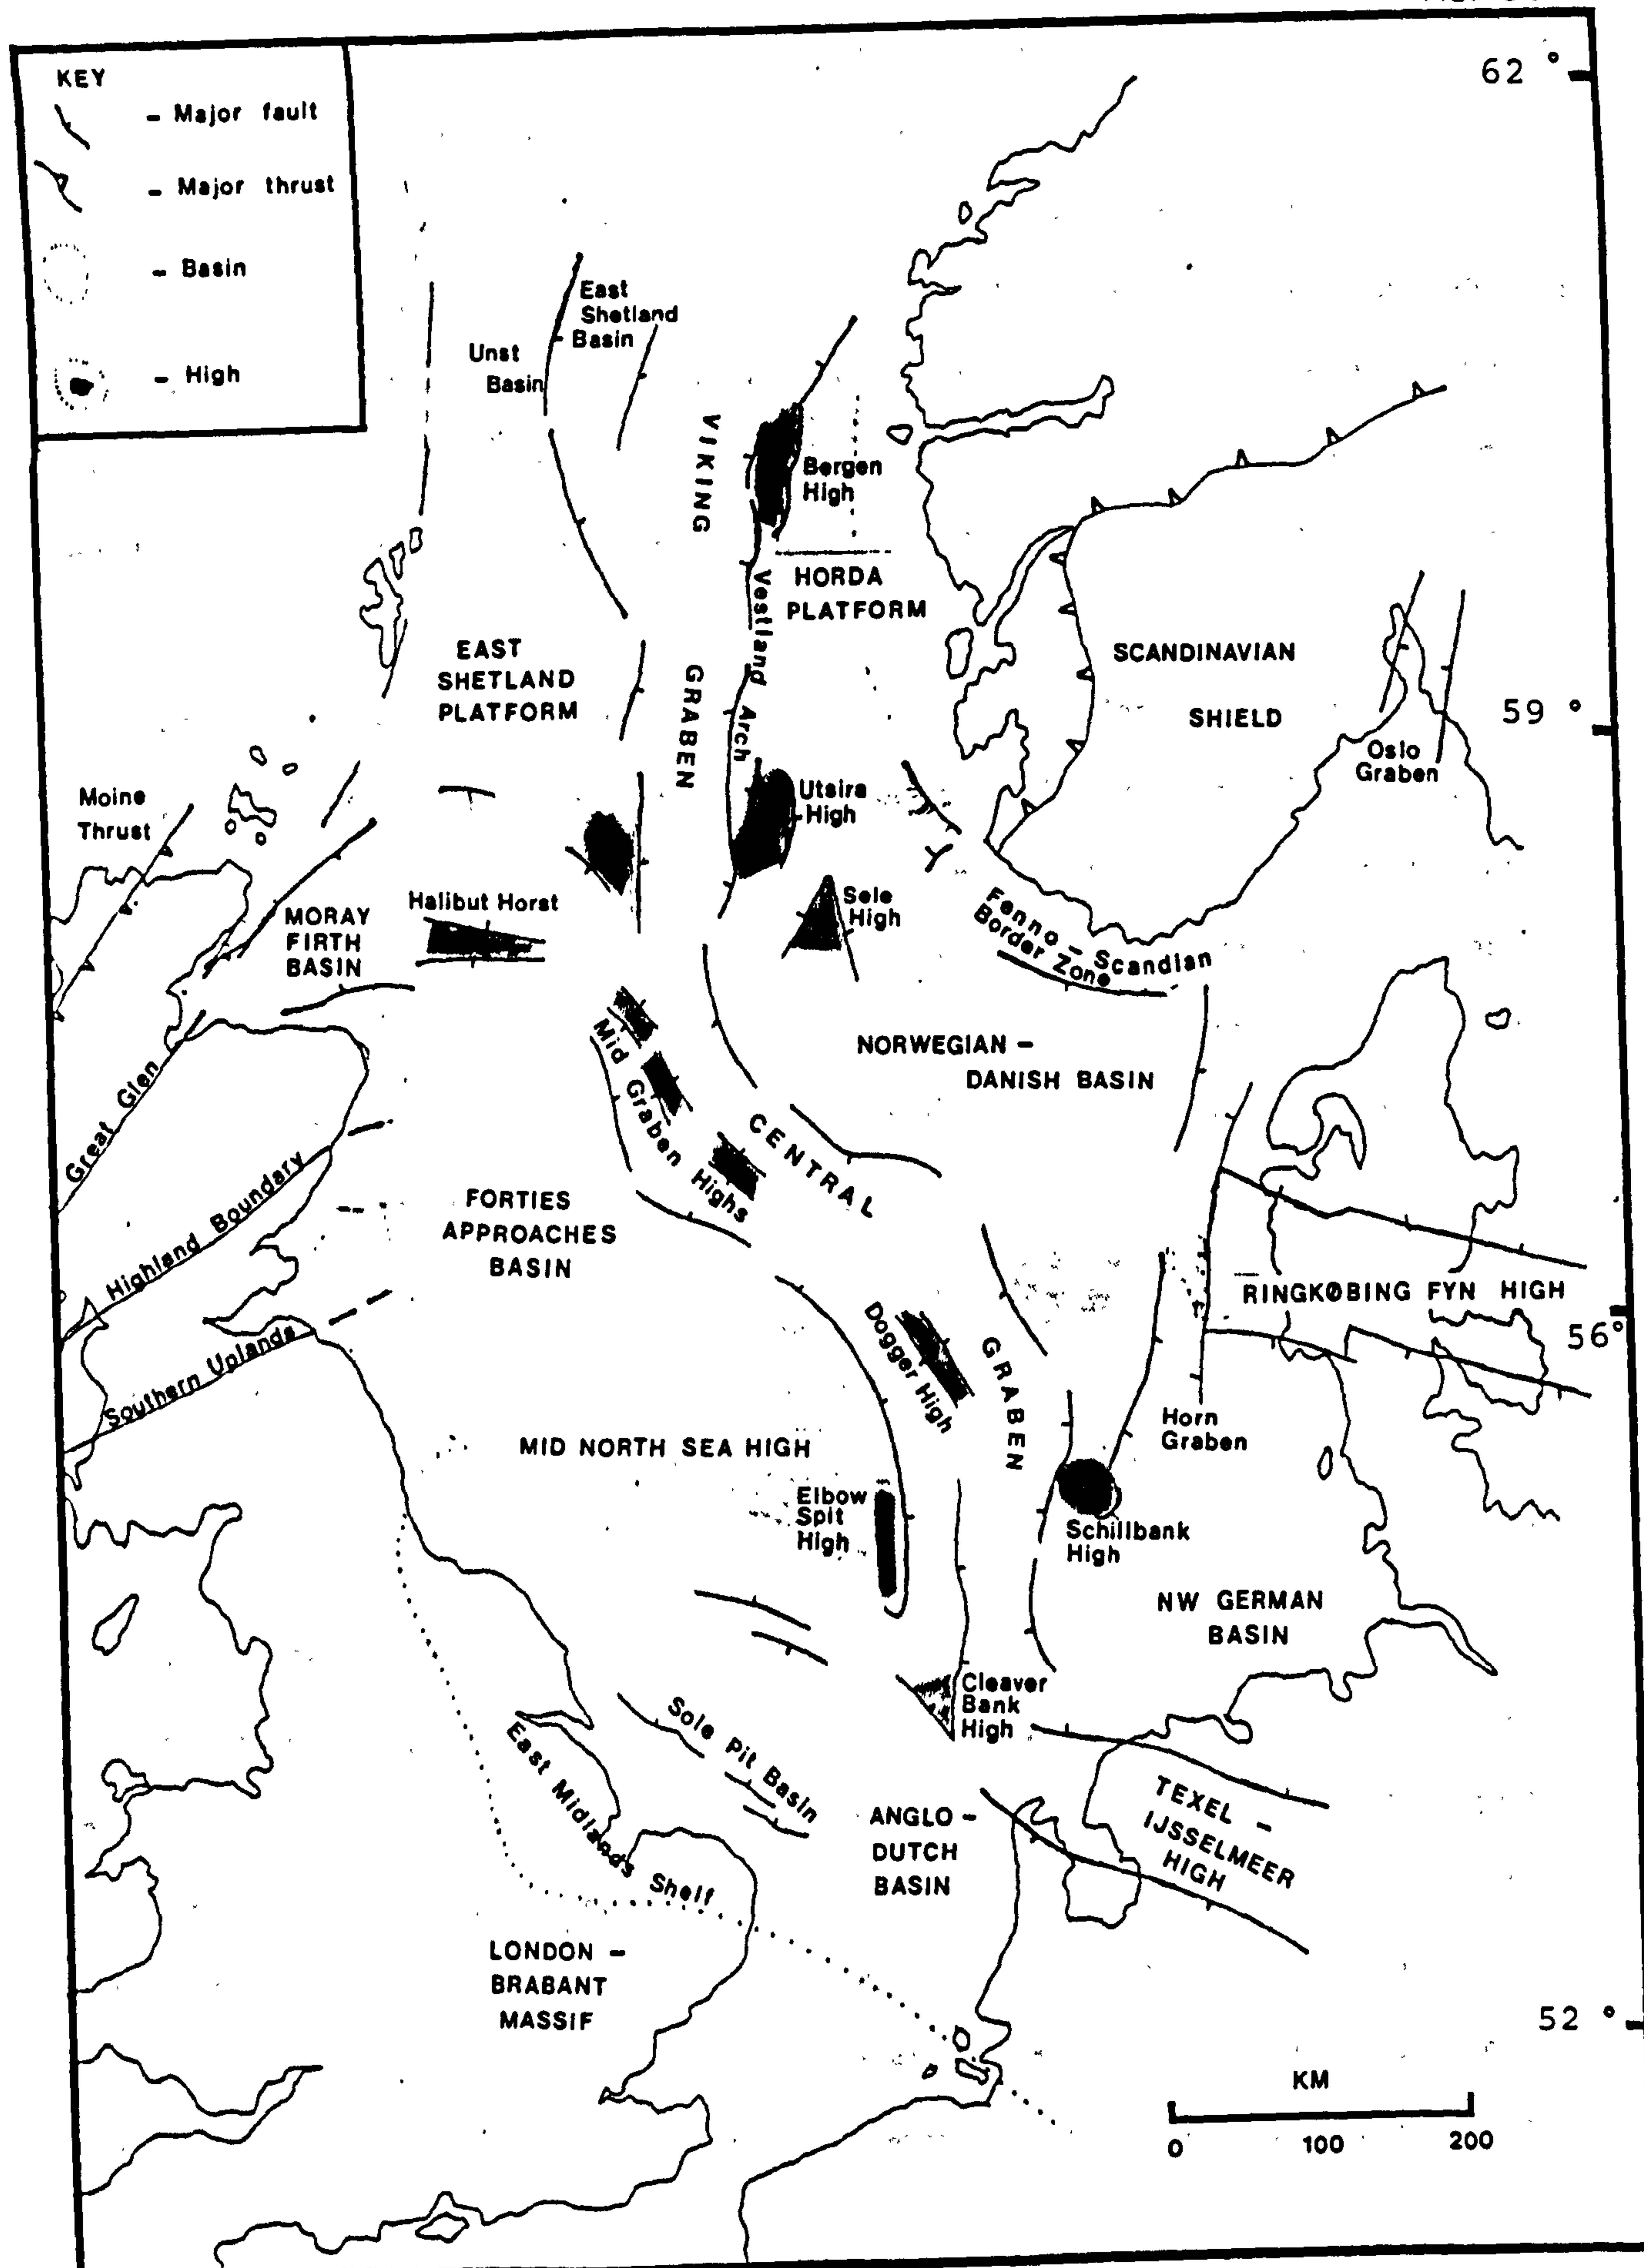 KEY
- Major fault
- Major thrust
- Basin
- High
62 °
East
Shetland
Basin
Unst
Basin
VIKING
GRABEN
Bergen
High
HORDA
PLATFORM
Vestland Arch
EAST
SHETLAND
PLATFORM
SCANDINAVIAN
SHIELD
59 °
Oslo
Graben
Moine
Thrust
Utsira
High
Sele
High
Halibut Horst
MORAY
FIRTH
BASIN
Fenno - Scandian
Border Zone
NORWEGIAN -
DANISH BASIN
Great Glen
Mid Graben Highs
CENTRAL
GRABEN
Highland Boundary
FORTIES
APPROACHES
BASIN
RINGKØBING FYN HIGH
56°
Southern Uplands
Dogger High
Horn
Graben
MID NORTH SEA HIGH
Elbow
Spit
High
Schillbank
High
NW GERMAN
BASIN
Cleaver
Bank
High
Sole Pit Basin
East Midlands Shelf
ANGLO -
DUTCH
BASIN
TEXEL -
IJSSELMEER
HIGH
LONDON -
BRABANT
MASSIF
52 °
KM
0 100 200